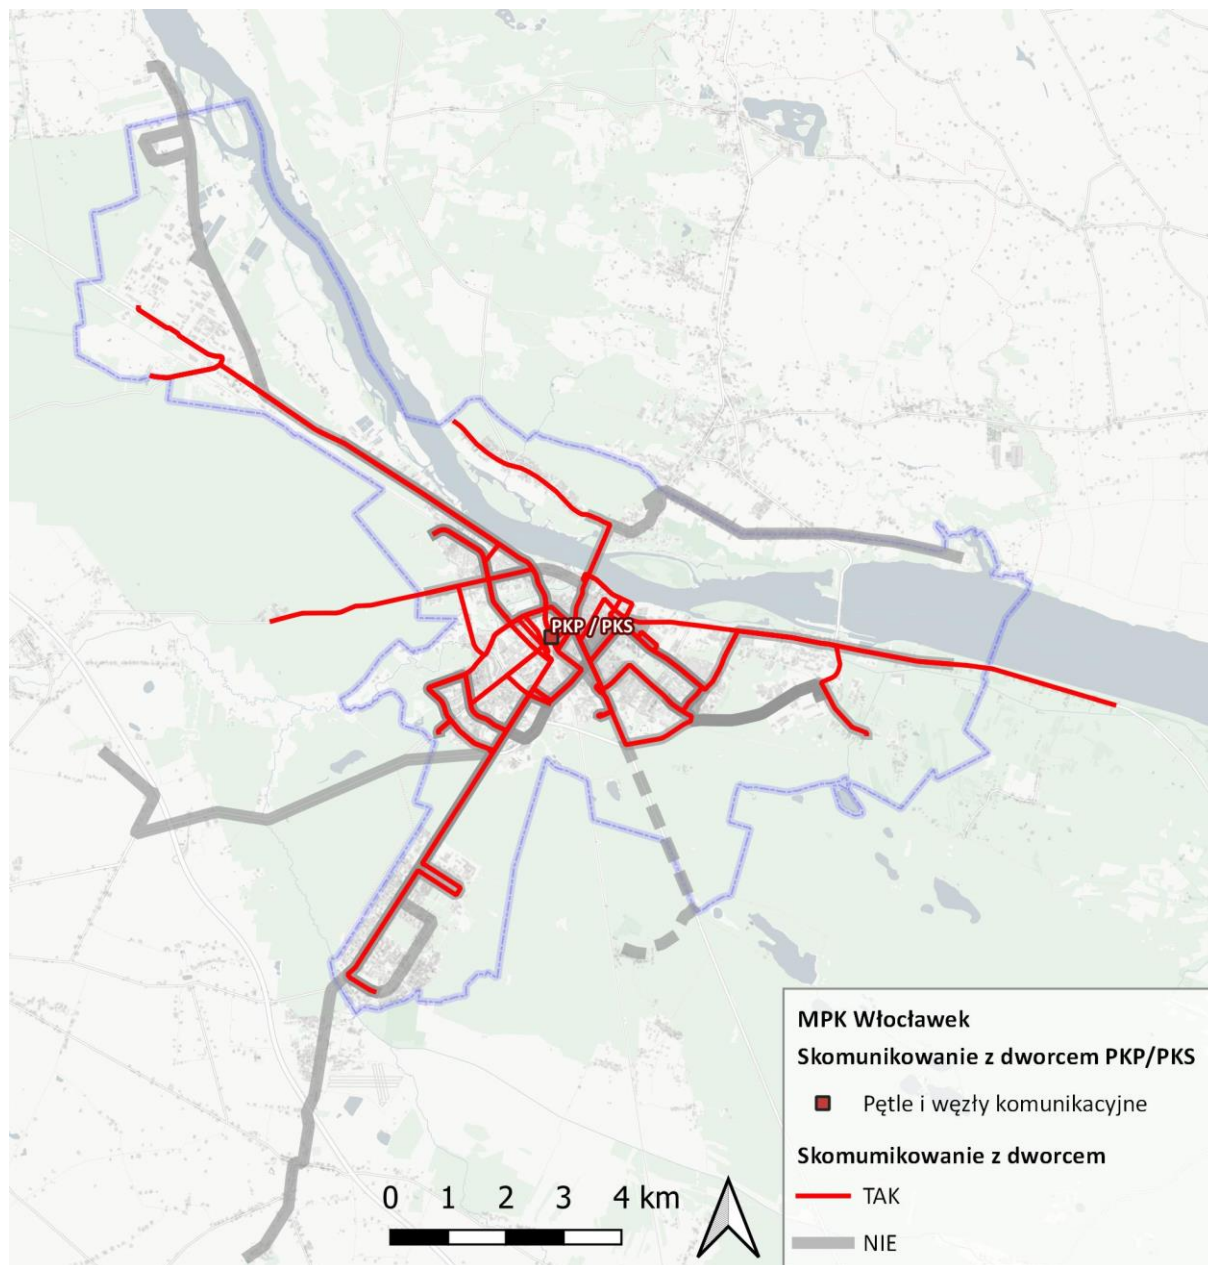 PKP / PKS
MPK Włocławek
Skomunikowanie z dworcem PKP/PKS
Pętle i węzły komunikacyjne
Skomumikowanie z dworcem
TAK
NIE
0 1 2 3 4 km